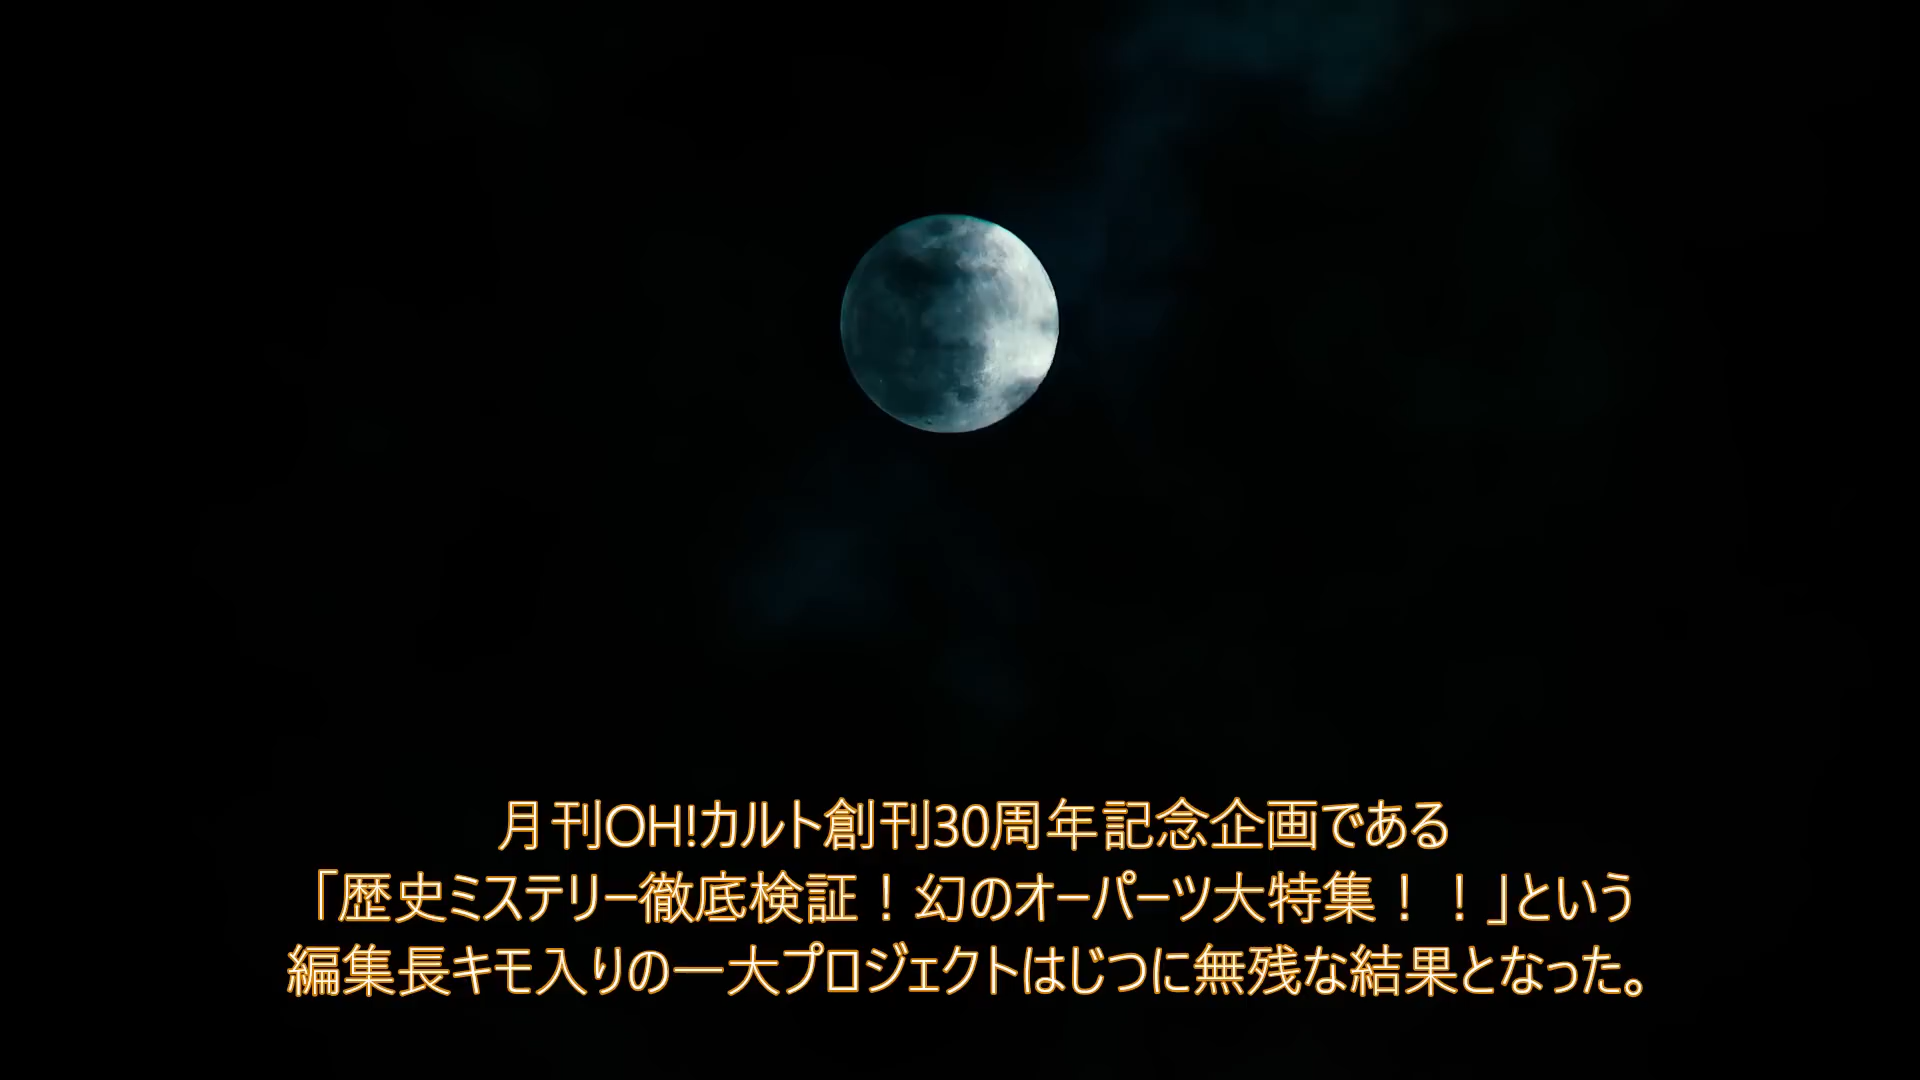 月刊OH!カルト創刊30周年記念企画である
「歴史ミステリー徹底検証！幻のオーパーツ大特集！！」という
編集長キモ入りの一大プロジェクトはじつに無残な結果となった。